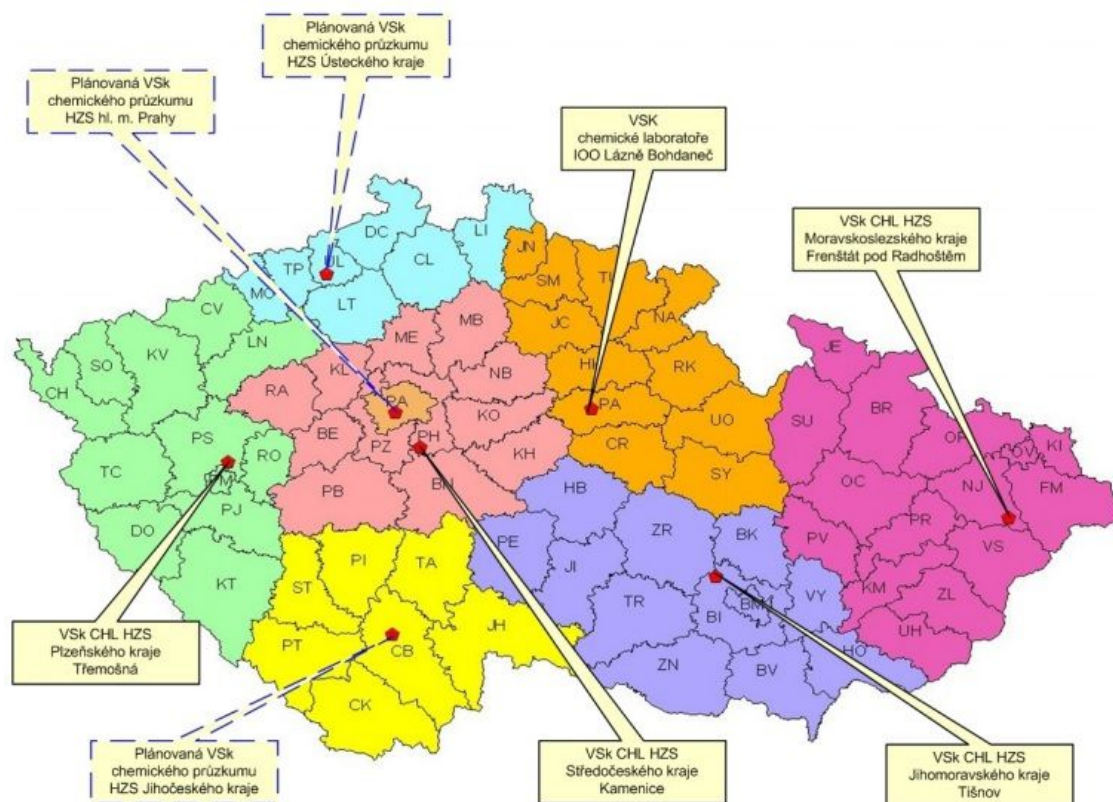 Plánovaná VSk
chemického průzkumu
HZS Ústeckého kraje
Plánovaná VSk
chemického průzkumu
HZS hl. m. Prahy
VSK
chemické laboratoře
IOO Lázně Bohdaneč
VSk CHL HZS
Moravskoslezského kraje
Frenštát pod Radhoštěm
DC
LI
TP
UL
CL
JN
MO
LT
SM
CV
MB
JC
NA
ME
LN
KL
NB
RK
JE
SO
KV
CH
RA
PA
KO
UO
SU
BR
PS
RO
BE
PZ
PH
KH
CR
KI
TC
SY
OC
NJ
FM
PB
HB
DO
PJ
ZR
BK
PR
PE
PV
VS
KT
ST
PI
TA
JI
KM
ZL
TR
BI
BM
VY
UH
PT
CB
JH
HO
ZN
BV
CK
VSk CHL HZS
Plzeňského kraje
Třemošná
Plánovaná VSk
chemického průzkumu
HZS Jihočeského kraje
VSk CHL HZS
Středočeského kraje
Kamenice
VSk CHL HZS
Jihomoravského kraje
Tišnov